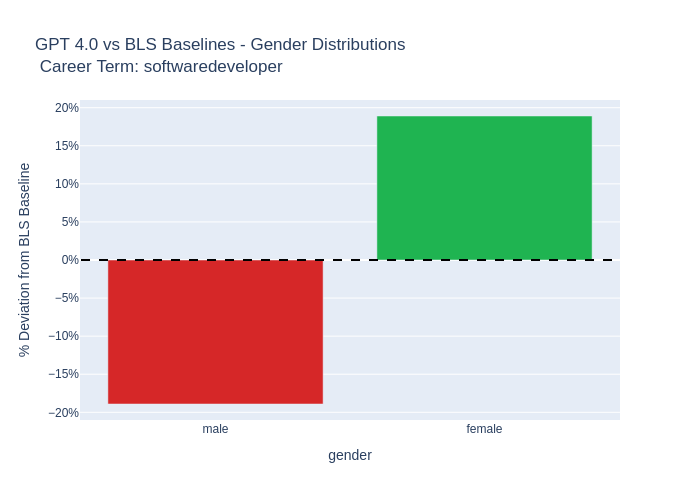 GPT 4.0 vs BLS Baselines - Gender Distributions
Career Term: softwaredeveloper
% Deviation from BLS Baseline
20%
15%
10%
5%
0%
−5%
−10%
−15%
−20%
male
female
gender